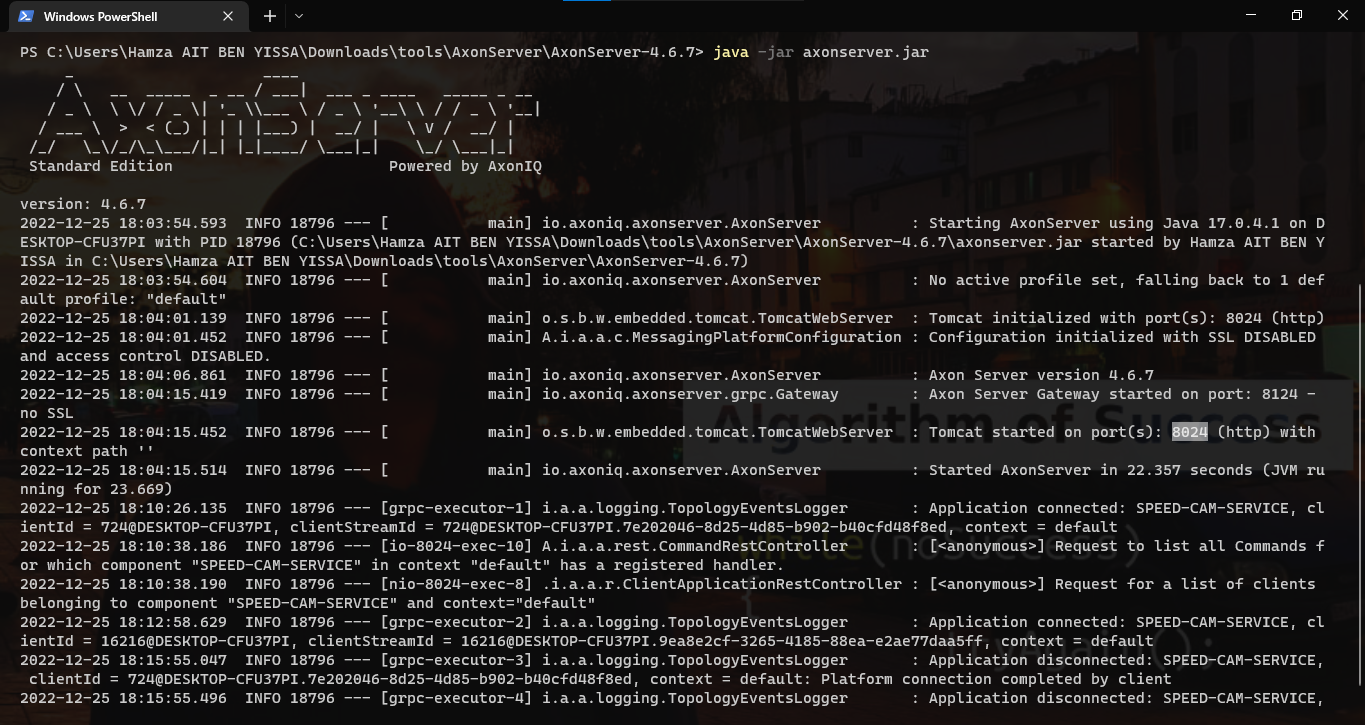 Windows PowerShell
PS C:\Users\Hamza AIT BEN YISSA\Downloads\tools\AxonServer\AxonServer-4.6.7> java -jar axonserver.jar
AxonServer
Standard Edition Powered by AxonIQ
version: 4.6.7
2022-12-25 18:03:54.593 INFO 18796 --- [ main] io.axoniq.axonserver.AxonServer : Starting AxonServer using Java 17.0.4.1 on D
ESKTOP-CFU37PI with PID 18796 (C:\Users\Hamza AIT BEN YISSA\Downloads\tools\AxonServer\AxonServer-4.6.7\axonserver.jar started by Hamza AIT BEN Y
ISSA in C:\Users\Hamza AIT BEN YISSA\Downloads\tools\AxonServer\AxonServer-4.6.7)
2022-12-25 18:03:54.604 INFO 18796 --- [ main] io.axoniq.axonserver.AxonServer : No active profile set, falling back to 1 def
ault profile: "default"
2022-12-25 18:04:01.139 INFO 18796 --- [ main] o.s.b.w.embedded.tomcat.TomcatWebServer : Tomcat initialized with port(s): 8024 (http)
2022-12-25 18:04:01.452 INFO 18796 --- [ main] A.i.a.a.c.MessagingPlatformConfiguration : Configuration initialized with SSL DISABLED
and access control DISABLED.
2022-12-25 18:04:06.861 INFO 18796 --- [ main] io.axoniq.axonserver.AxonServer : Axon Server version 4.6.7
2022-12-25 18:04:15.419 INFO 18796 --- [ main] io.axoniq.axonserver.grpc.Gateway : Axon Server Gateway started on port: 8124 -
no SSL
2022-12-25 18:04:15.452 INFO 18796 --- [ main] o.s.b.w.embedded.tomcat.TomcatWebServer : Tomcat started on port(s): 8024 (http) with
context path ''
2022-12-25 18:04:15.514 INFO 18796 --- [ main] io.axoniq.axonserver.AxonServer : Started AxonServer in 22.357 seconds (JVM ru
nning for 23.669)
2022-12-25 18:10:26.135 INFO 18796 --- [grpc-executor-1] i.a.a.logging.TopologyEventsLogger : Application connected: SPEED-CAM-SERVICE, cl
ientId = 724@DESKTOP-CFU37PI, clientStreamId = 724@DESKTOP-CFU37PI.7e202046-8d25-4d85-b902-b40cfd48f8ed, context = default
2022-12-25 18:10:38.186 INFO 18796 --- [io-8024-exec-10] A.i.a.a.rest.CommandRestController : [<anonymous>] Request to list all Commands f
or which component "SPEED-CAM-SERVICE" in context "default" has a registered handler.
2022-12-25 18:10:38.190 INFO 18796 --- [nio-8024-exec-8] .i.a.a.r.ClientApplicationRestController : [<anonymous>] Request for a list of clients
belonging to component "SPEED-CAM-SERVICE" and context="default"
2022-12-25 18:12:58.629 INFO 18796 --- [grpc-executor-2] i.a.a.logging.TopologyEventsLogger : Application connected: SPEED-CAM-SERVICE, cl
ientId = 16216@DESKTOP-CFU37PI, clientStreamId = 16216@DESKTOP-CFU37PI.9ea8e2cf-3265-4185-88ea-e2ae77daa5ff, context = default
2022-12-25 18:15:55.047 INFO 18796 --- [grpc-executor-3] i.a.a.logging.TopologyEventsLogger : Application disconnected: SPEED-CAM-SERVICE,
clientId = 724@DESKTOP-CFU37PI, clientStreamId = 724@DESKTOP-CFU37PI.7e202046-8d25-4d85-b902-b40cfd48f8ed, context = default: Platform connection completed by client
2022-12-25 18:15:55.496 INFO 18796 --- [grpc-executor-4] i.a.a.logging.TopologyEventsLogger : Application disconnected: SPEED-CAM-SERVICE,
Algorithm of Success
while(noSuccess)
{
tryAgain();